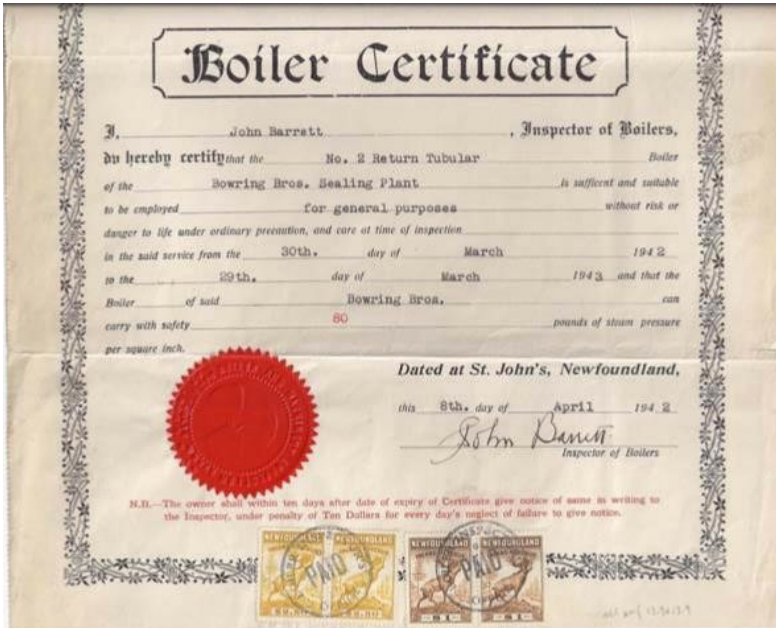 Boiler Certificate
I, John Barrett , Inspector of Boilers,
do hereby certify that the No. 2 Return Tubular Boiler
of the Bowring Bros. Sealing Plant is sufficent and suitable
to be employed for general purposes without risk or
danger to life under ordinary precaution, and care at time of inspection
in the said service from the 30th. day of March 1942
to the 29th. day of March 1943 and that the
Boiler of said Bowring Bros. can
carry with safety 80 pounds of steam pressure
per square inch.
Dated at St. John's, Newfoundland,
this 8th. day of April 1942
John Barrett
Inspector of Boilers
N.B.—The owner shall within ten days after date of expiry of Certificate give notice of same in writing to
the Inspector, under penalty of Ten Dollars for every day's neglect of failure to give notice.
NEWFOUNDLAND NEWFOUNDLAND NEWFOUNDLAND NEWFOUNDLAND
PAID PAID
$1 $1